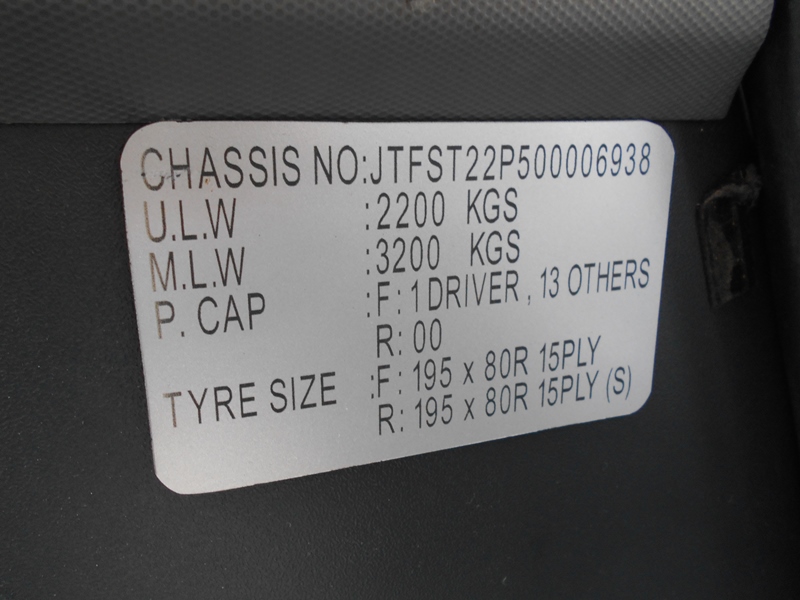 CHASSIS NO:JTFST22P500006938
U.L.W :2200 KGS
M.L.W :3200 KGS
P. CAP :F: 1 DRIVER , 13 OTHERS
R: 00
TYRE SIZE :F: 195 x 80R 15PLY
R: 195 x 80R 15PLY (S)